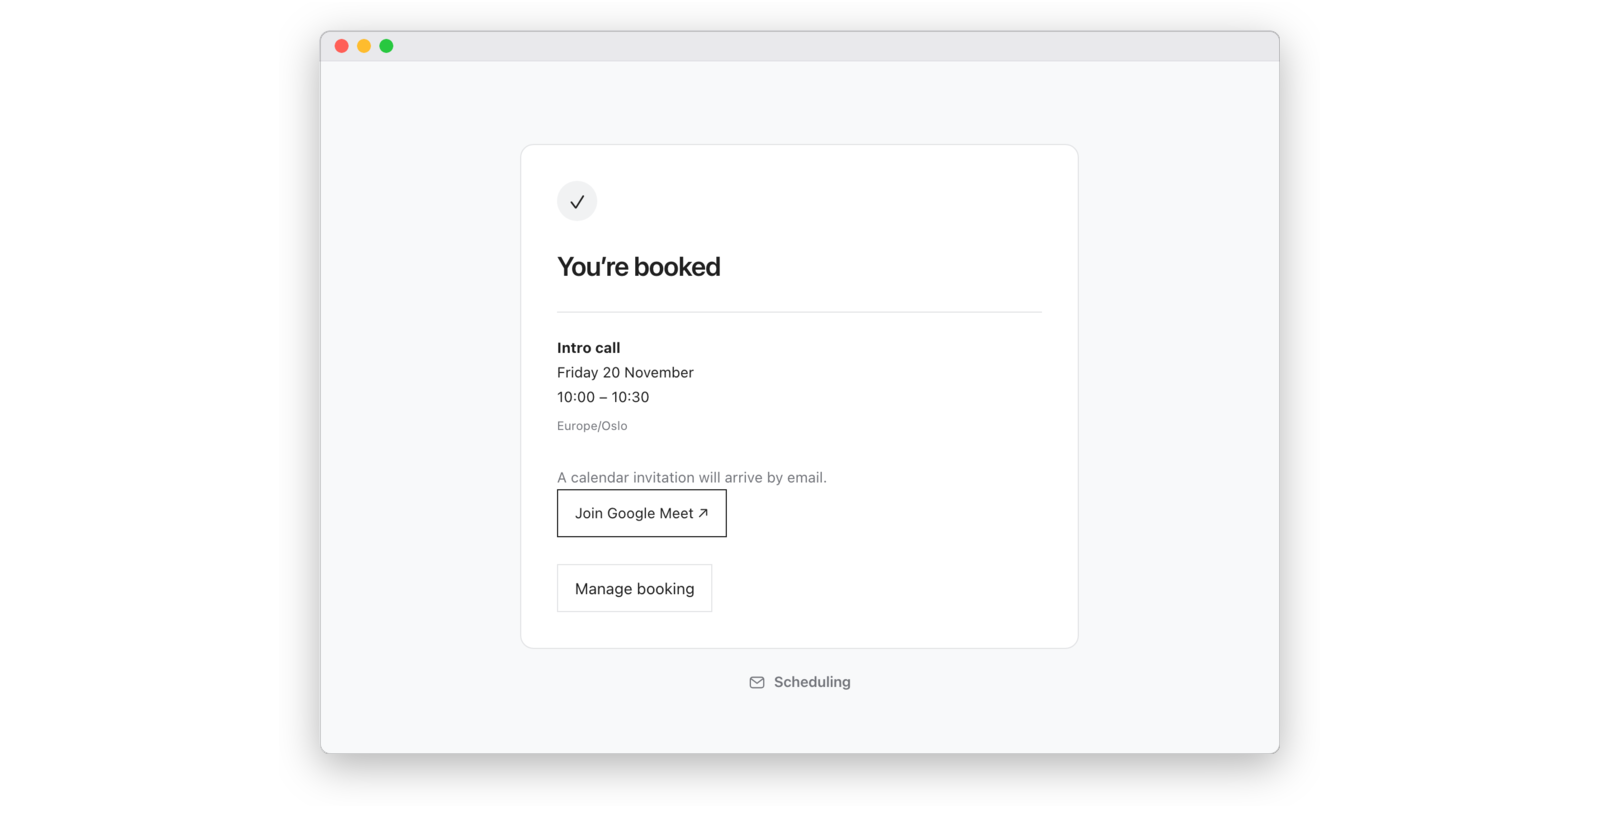 You’re booked
Intro call
Friday 20 November
10:00 – 10:30
Europe/Oslo
A calendar invitation will arrive by email.
Join Google Meet ↗
Manage booking
Scheduling